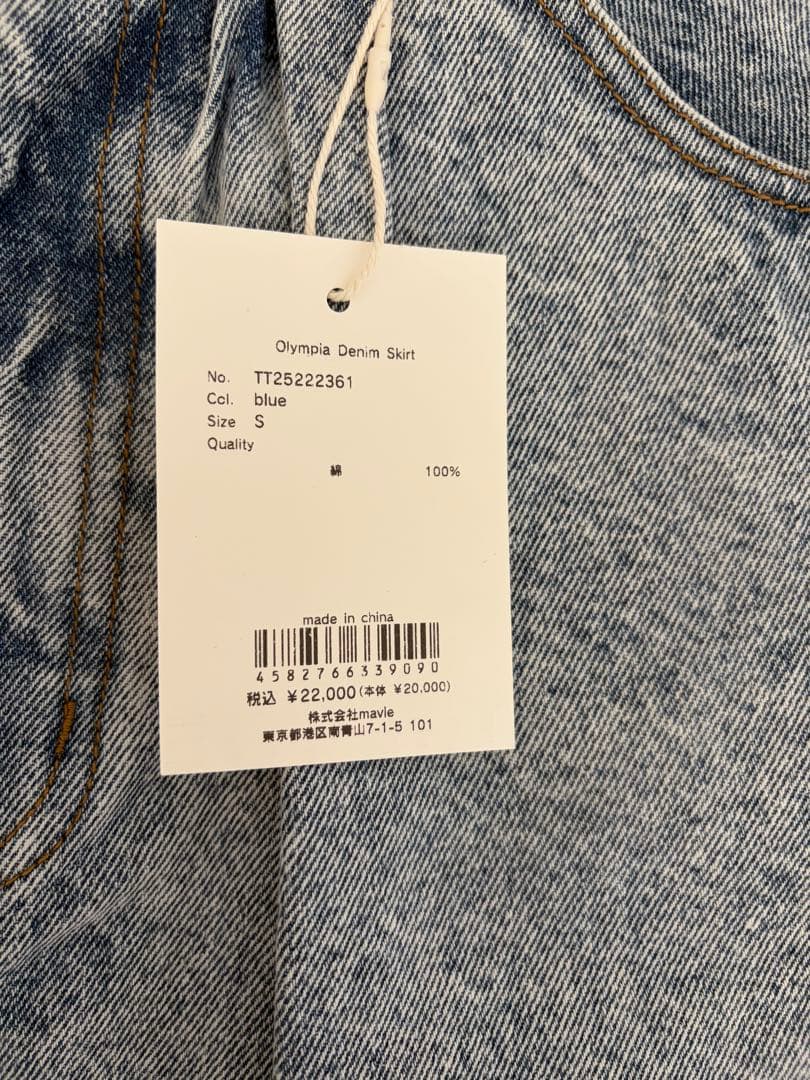 Olympia Denim Skirt
No. TT25222361
Col. blue
Size S
Quality
綿 100%
made in china
4582766339090
税込 ¥22,000(本体 ¥20,000)
株式会社mavie
東京都港区南青山7-1-5 101